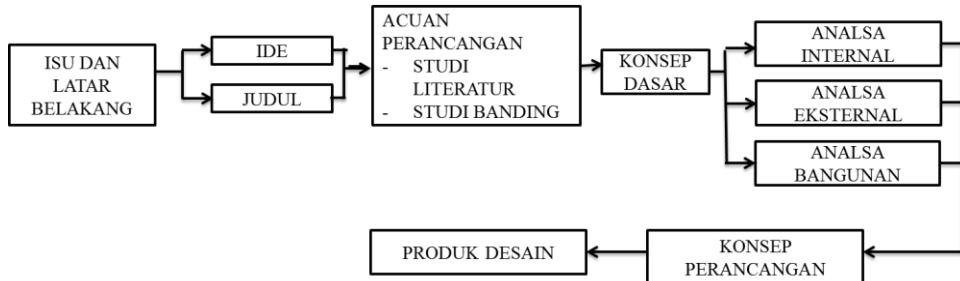 ISU DAN
LATAR
BELAKANG
IDE
JUDUL
ACUAN
PERANCANGAN
- STUDI
LITERATUR
- STUDI BANDING
KONSEP
DASAR
ANALSA
INTERNAL
ANALSA
EKSTERNAL
ANALSA
BANGUNAN
KONSEP
PERANCANGAN
PRODUK DESAIN